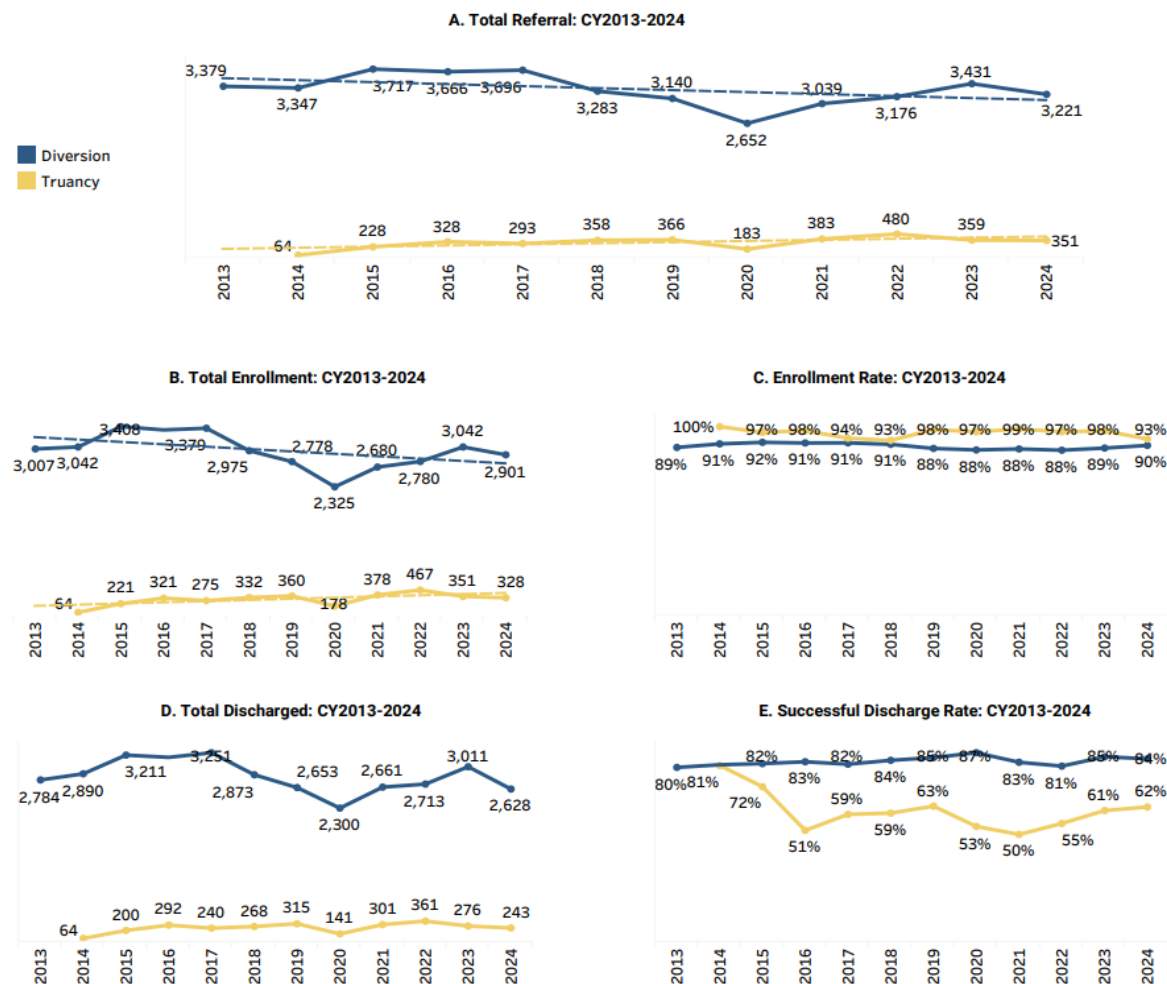 A. Total Referral: CY2013-2024
3,379 3,347 3,717 3,666 3,696 3,283 3,140 2,652 3,039 3,176 3,431 3,221
Diversion
Truancy
64 228 328 293 358 366 183 383 480 359 351
2013 2014 2015 2016 2017 2018 2019 2020 2021 2022 2023 2024
B. Total Enrollment: CY2013-2024
3,007 3,042 3,408 3,379 2,975 2,778 2,325 2,680 2,780 3,042 2,901
221 321 275 332 360 178 378 467 351 328
2013 2014 2015 2016 2017 2018 2019 2020 2021 2022 2023 2024
C. Enrollment Rate: CY2013-2024
100% 97% 98% 94% 93% 98% 97% 99% 97% 98% 93%
89% 91% 92% 91% 91% 91% 88% 88% 88% 88% 89% 90%
2013 2014 2015 2016 2017 2018 2019 2020 2021 2022 2023 2024
D. Total Discharged: CY2013-2024
2,784 2,890 3,211 3,251 2,873 2,653 2,300 2,661 2,713 3,011 2,628
64 200 292 240 268 315 141 301 361 276 243
2013 2014 2015 2016 2017 2018 2019 2020 2021 2022 2023 2024
E. Successful Discharge Rate: CY2013-2024
80% 81% 82% 83% 82% 84% 85% 87% 83% 81% 85% 84%
72% 51% 59% 59% 63% 53% 50% 55% 61% 62%
2013 2014 2015 2016 2017 2018 2019 2020 2021 2022 2023 2024